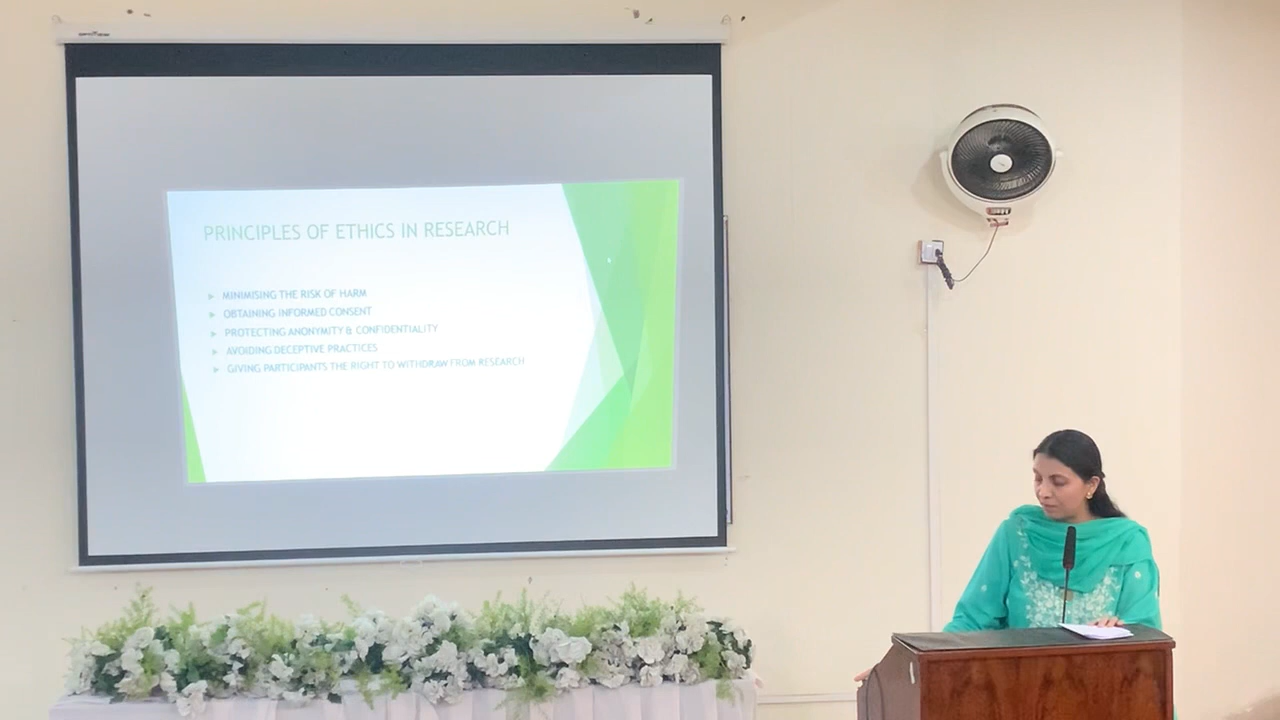 PRINCIPLES OF ETHICS IN RESEARCH
MINIMISING THE RISK OF HARM
OBTAINING INFORMED CONSENT
PROTECTING ANONYMITY & CONFIDENTIALITY
AVOIDING DECEPTIVE PRACTICES
GIVING PARTICIPANTS THE RIGHT TO WITHDRAW FROM RESEARCH